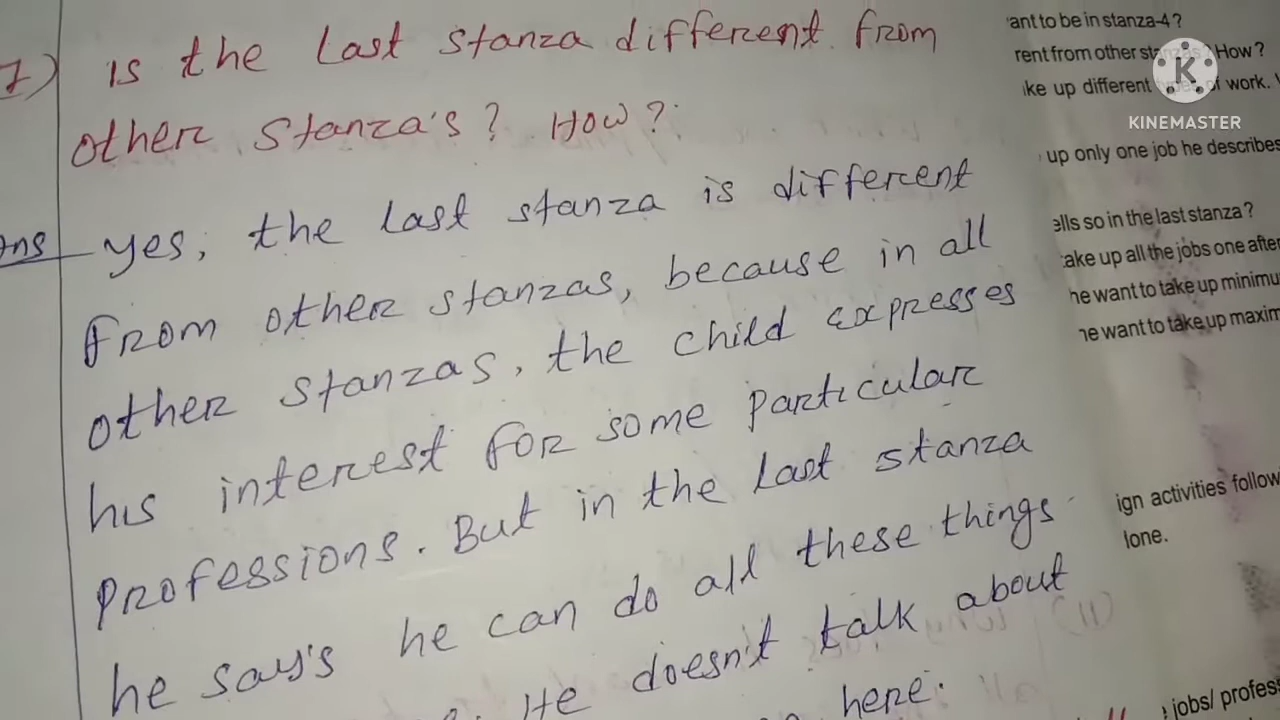 7) Is the last stanza different from
other stanza's? How?
Ans yes, the last stanza is different
from other stanzas, because in all
other stanzas, the child expresses
his interest for some particular
professions. But in the last stanza
he say's he can do all these things
He doesn't talk about
here.
ant to be in stanza-4?
rent from other stanzas? How?
ke up different types of work.
up only one job he describes
ells so in the last stanza?
ake up all the jobs one after
he want to take up minimu
he want to take up maxim
ign activities follow
lone.
jobs/ profess
KINEMASTER